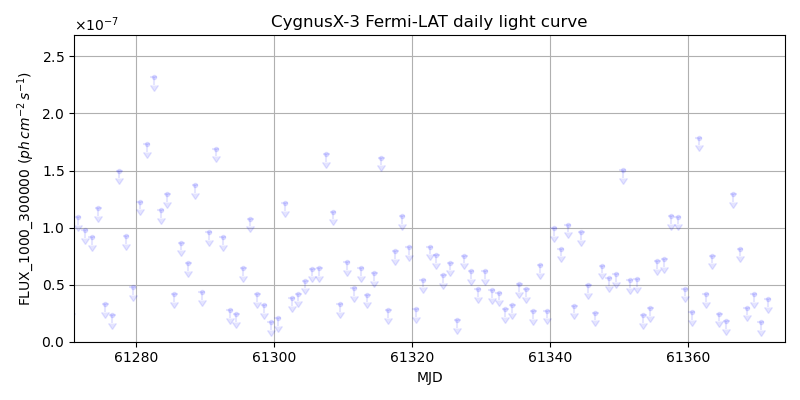 CygnusX-3 Fermi-LAT daily light curve
×10⁻⁷
2.5
2.0
1.5
1.0
0.5
0.0
FLUX_1000_300000 (ph cm⁻² s⁻¹)
61280 61300 61320 61340 61360
MJD